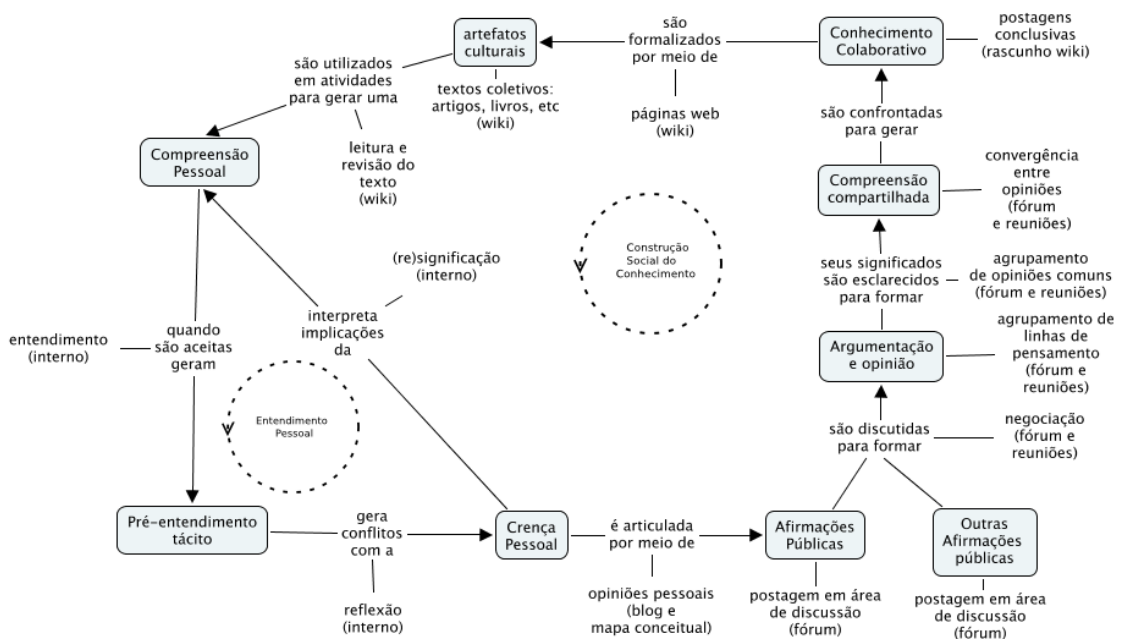 artefatos
culturais
são
formalizados
por meio de
Conhecimento
Colaborativo
postagens
conclusivas
(rascunho wiki)
são utilizados
em atividades
para gerar uma
textos coletivos:
artigos, livros, etc
(wiki)
páginas web
(wiki)
são confrontadas
para gerar
Compreensão
Pessoal
leitura e
revisão do
texto
(wiki)
Compreensão
compartilhada
convergência
entre
opiniões
(fórum
e reuniões)
Construção
Social do
Conhecimento
(re)significação
(interno)
seus significados
são esclarecidos
para formar
agrupamento
de opiniões comuns
(fórum e reuniões)
entendimento
(interno)
quando
são aceitas
geram
interpreta
implicações
da
Argumentação
e opinião
agrupamento de
linhas de
pensamento
(fórum e
reuniões)
Entendimento
Pessoal
são discutidas
para formar
negociação
(fórum e
reuniões)
Pré-entendimento
tácito
gera
conflitos
com a
Crença
Pessoal
é articulada
por meio de
Afirmações
Públicas
Outras
Afirmações
públicas
reflexão
(interno)
opiniões pessoais
(blog e
mapa conceitual)
postagem em área
de discussão
(fórum)
postagem em área
de discussão
(fórum)